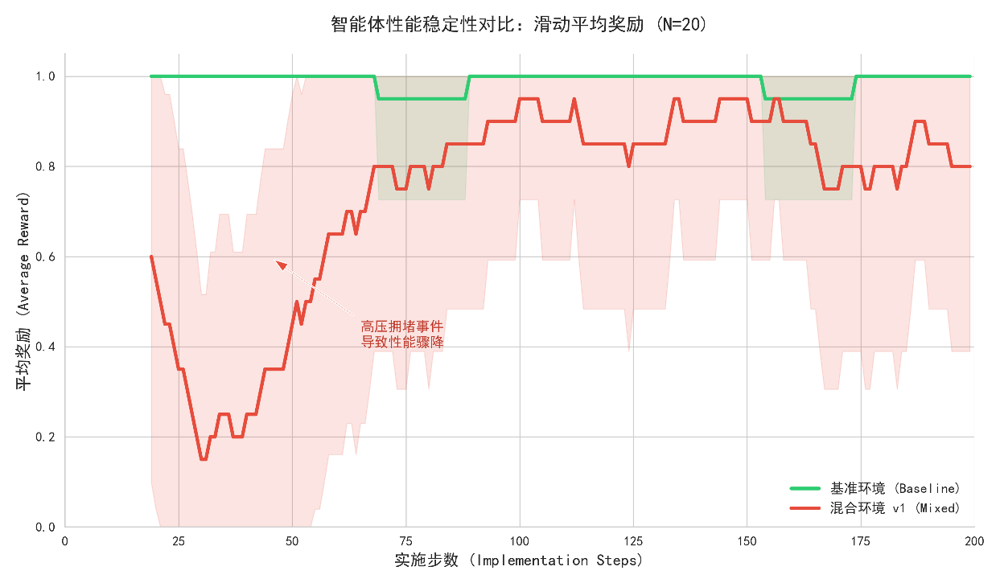 智能体性能稳定性对比：滑动平均奖励 (N=20)
1.0
0.8
0.6
0.4
0.2
0.0
平均奖励 (Average Reward)
高压拥堵事件
导致性能骤降
基准环境 (Baseline)
混合环境 v1 (Mixed)
0 25 50 75 100 125 150 175 200
实施步数 (Implementation Steps)